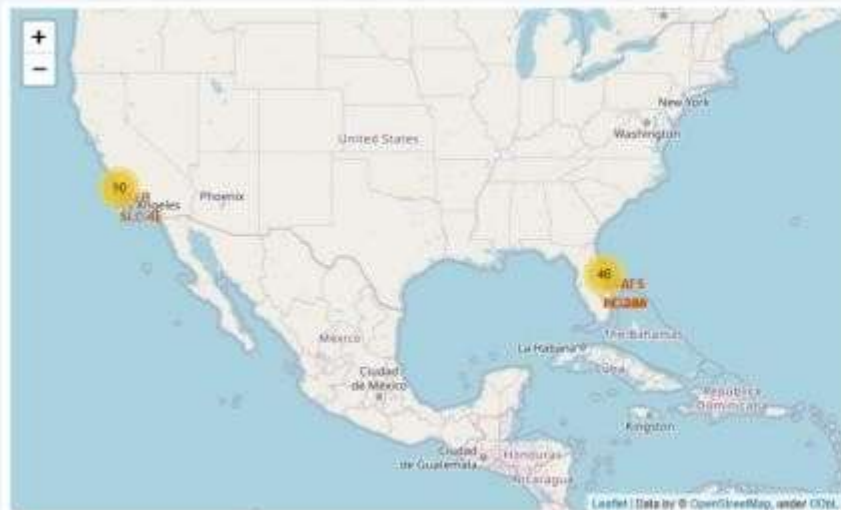 +
−
New York
Washington
United States
Phoenix
Angeles
46
AFS
The Bahamas
La Habana
Cuba
México
Ciudad
de México
República
Dominicana
Kingston
Ciudad
de Guatemala
Honduras
Nicaragua
Leaflet | Data by © OpenStreetMap, under ODbL